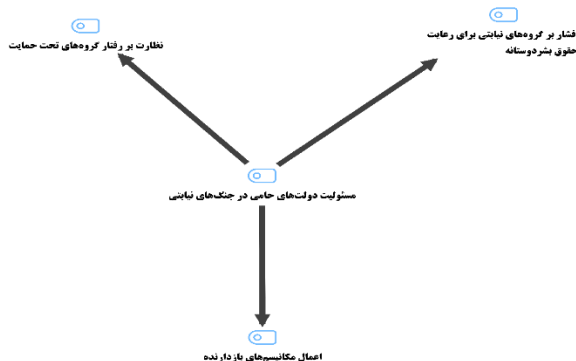 فشار بر گروه‌های نیابتی برای رعایت
حقوق بشردوستانه
نظارت بر رفتار گروه‌های تحت حمایت
مسئولیت دولت‌های حامی در جنگ‌های نیابتی
اعمال مکانیسم‌های بازدارنده